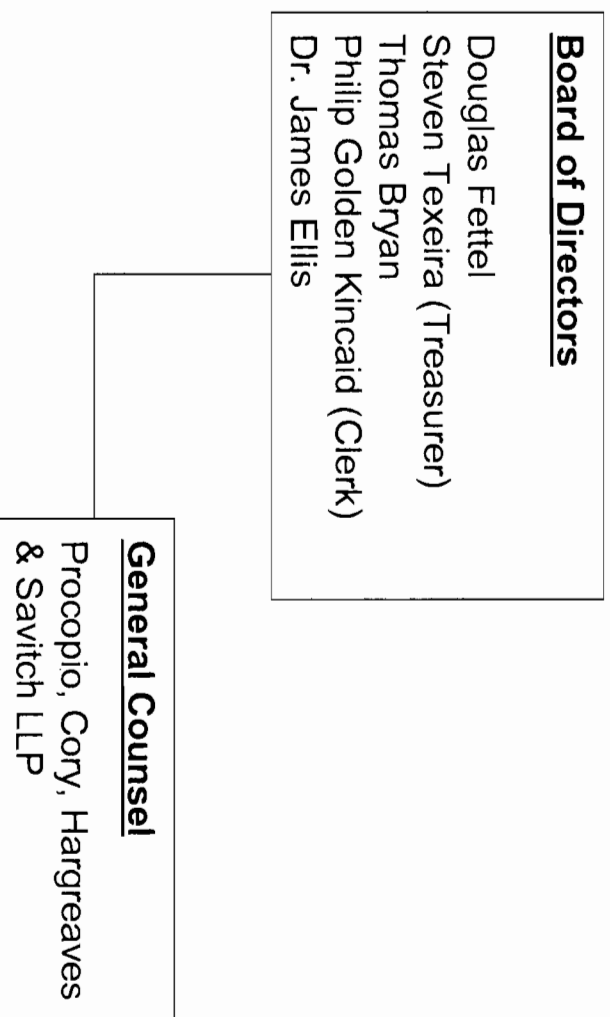 Board of Directors
Douglas Fettel
Steven Texeira (Treasurer)
Thomas Bryan
Philip Golden Kincaid (Clerk)
Dr. James Ellis
General Counsel
Procopio, Cory, Hargreaves
& Savitch LLP